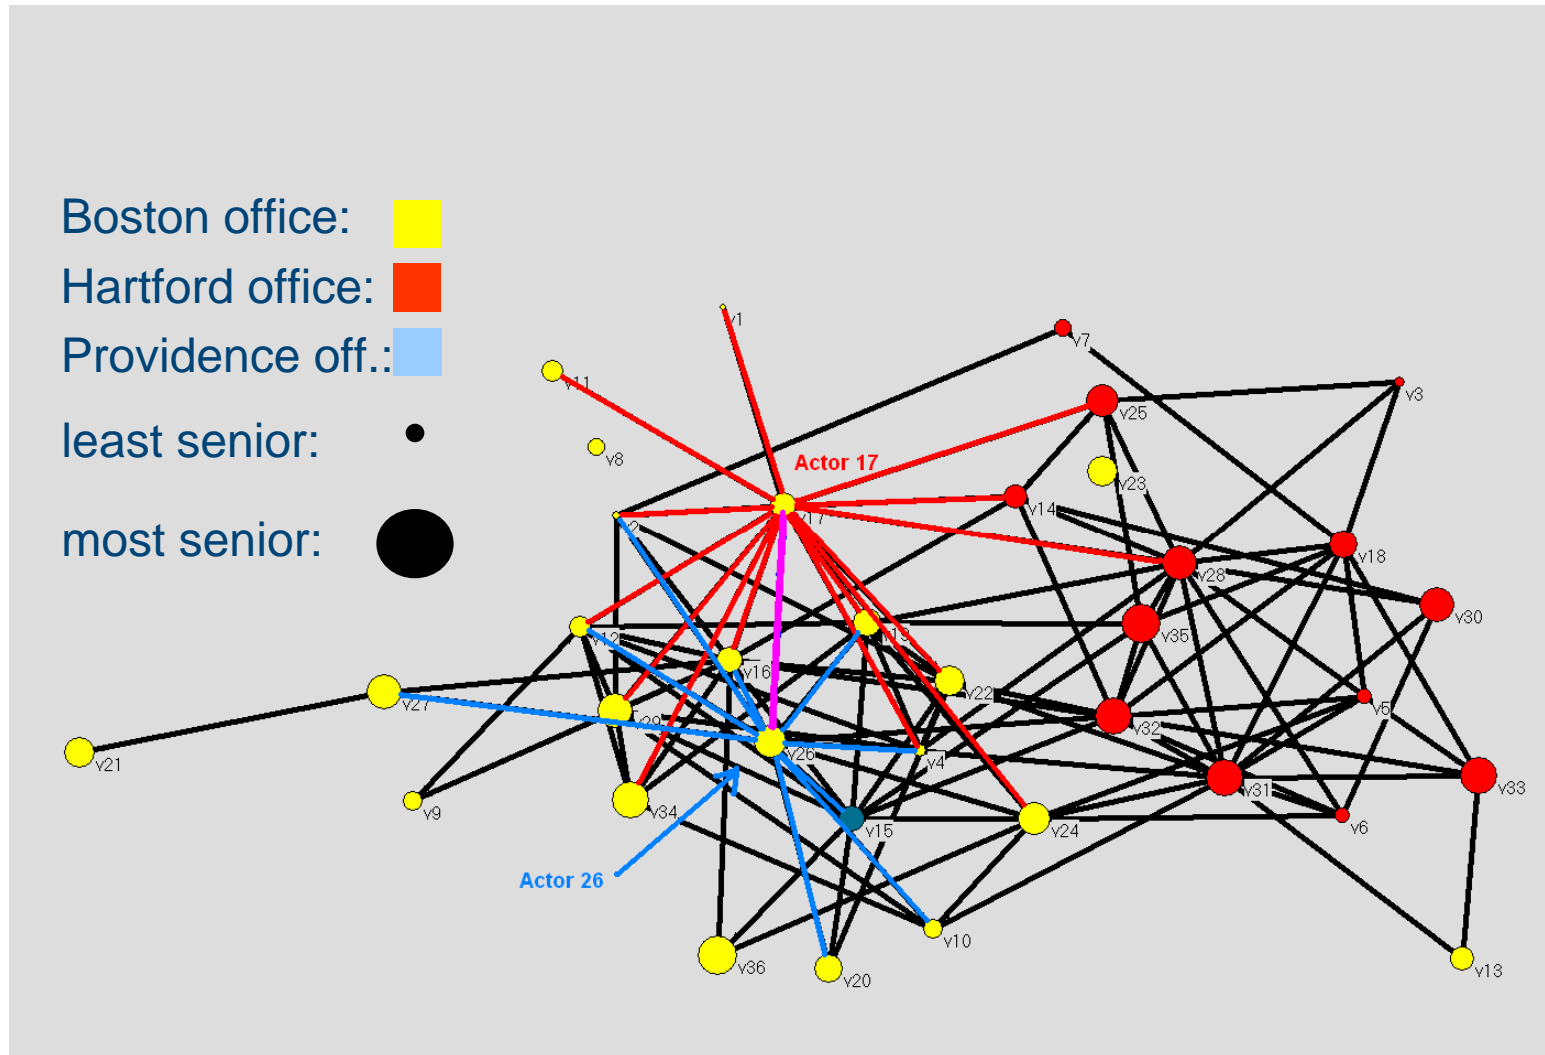 Boston office:
Hartford office:
Providence off.:
least senior:
most senior:
v1
v7
v11
v3
v25
v8
Actor 17
v23
v14
v17
v18
v28
v30
v12
v35
v16
v22
v27
v29
v5
v32
v26
v4
v21
v31
v33
v9
v34
v15
v24
v6
Actor 26
v10
v36
v20
v13